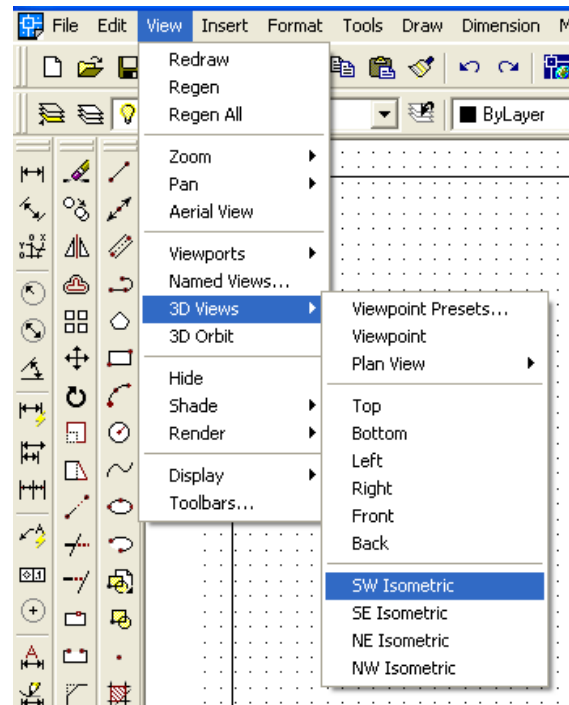 File Edit View Insert Format Tools Draw Dimension M
ByLayer
Redraw
Regen
Regen All
Zoom
Pan
Aerial View
Viewports
Named Views...
3D Views
3D Orbit
Hide
Shade
Render
Display
Toolbars...
Viewpoint Presets...
Viewpoint
Plan View
Top
Bottom
Left
Right
Front
Back
SW Isometric
SE Isometric
NE Isometric
NW Isometric